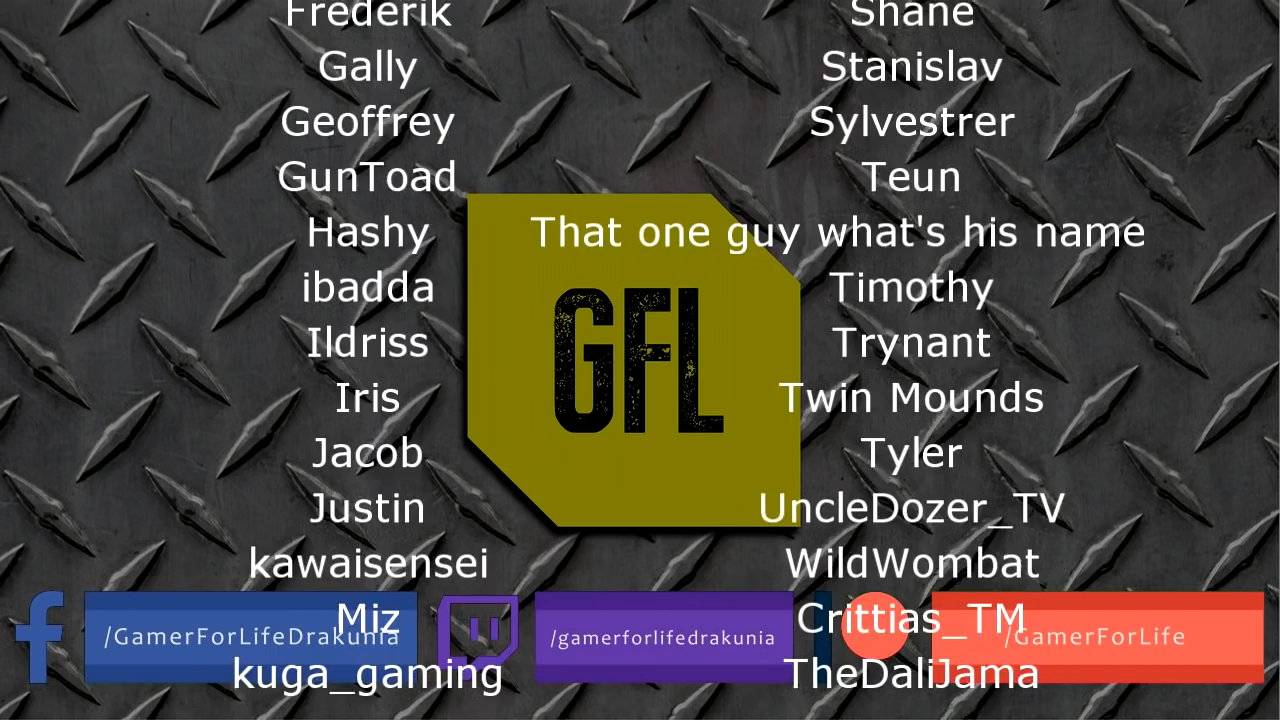 Frederik
Gally
Geoffrey
GunToad
Hashy
ibadda
Ildriss
Iris
Jacob
Justin
kawaisensei
Miz
kuga_gaming
Shane
Stanislav
Sylvestrer
Teun
That one guy what's his name
Timothy
Trynant
Twin Mounds
Tyler
UncleDozer_TV
WildWombat
Crittias_TM
TheDaliJama
GFL
/GamerForLifeDrakunia
/gamerforlifedrakunia
/GamerForLife